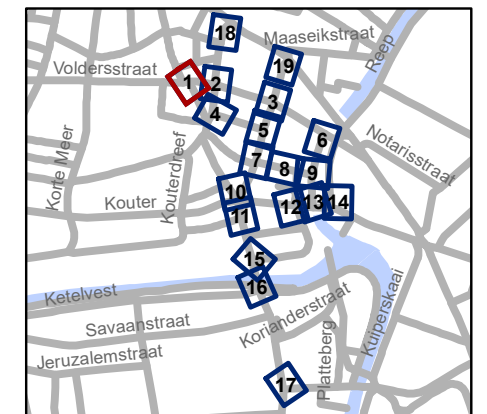 18
Maaseikstraat
Reep
19
Voldersstraat
1
2
3
4
5
6
Notarisstraat
7
8
9
Korte Meer
Kouterdreef
10
Kouter
11
12
13
14
15
16
Ketelvest
Savaanstraat
Korianderstraat
Kuiperskaai
Platteberg
Jeruzalemstraat
17